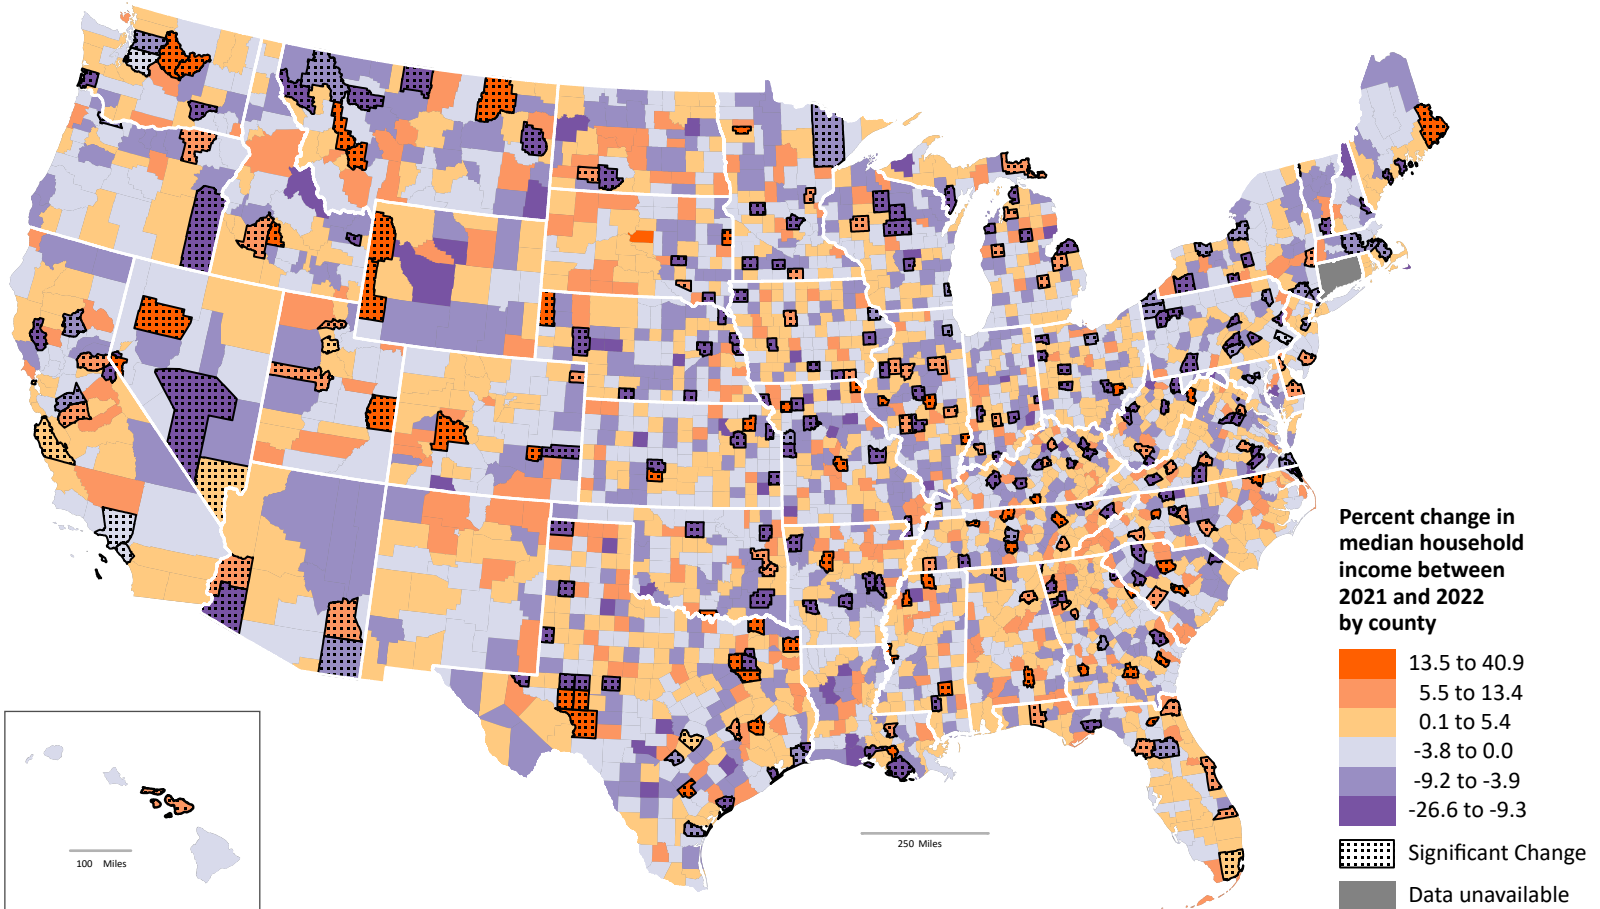 Percent change in
median household
income between
2021 and 2022
by county
13.5 to 40.9
5.5 to 13.4
0.1 to 5.4
-3.8 to 0.0
-9.2 to -3.9
-26.6 to -9.3
Significant Change
Data unavailable
250 Miles
100 Miles